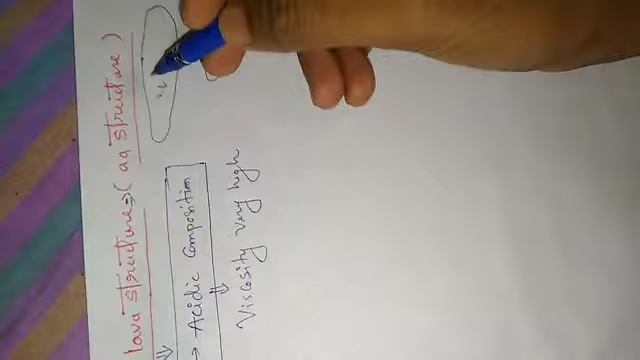 lava structure ⇒ (aa structure)
⇓
→ Acidic Composition
⇓
Viscosity very high